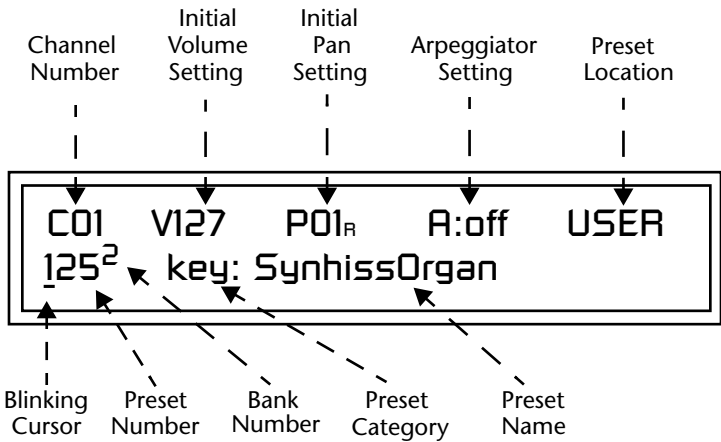 Channel Number
Initial Volume Setting
Initial Pan Setting
Arpeggiator Setting
Preset Location
C01 V127 P01R A:off USER
125² key: SynhissOrgan
Blinking Cursor
Preset Number
Bank Number
Preset Category
Preset Name